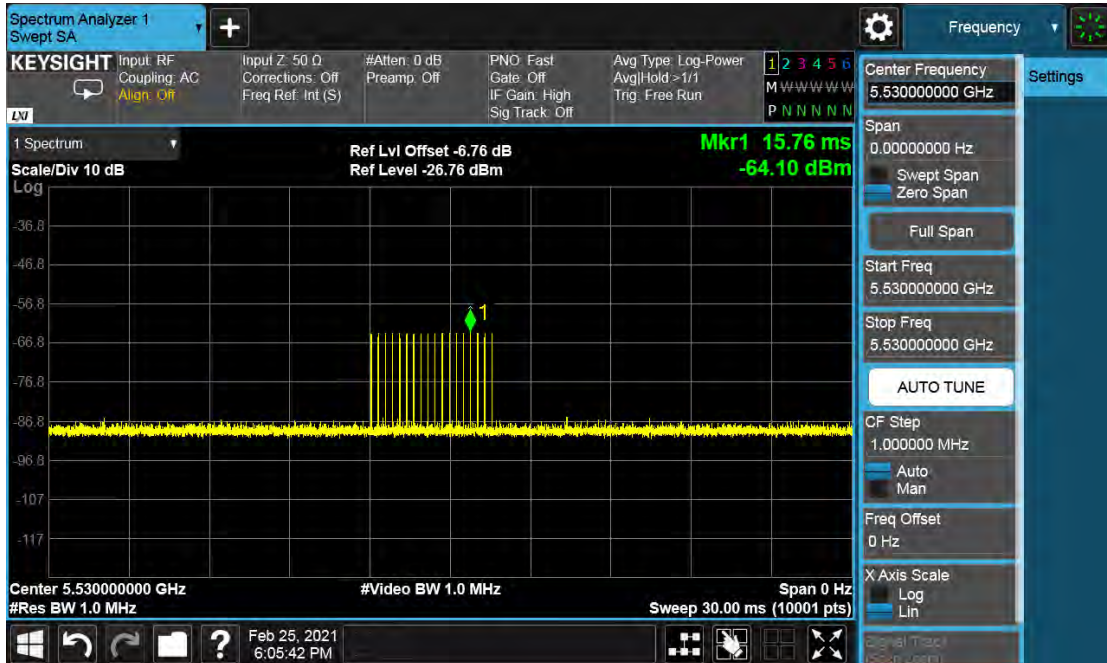 Spectrum Analyzer 1
Swept SA
Frequency
KEYSIGHT
Input: RF
Coupling: AC
Align: Off
Input Z: 50 Ω
Corrections: Off
Freq Ref: Int (S)
#Atten: 0 dB
Preamp: Off
PNO: Fast
Gate: Off
IF Gain: High
Sig Track: Off
Avg Type: Log-Power
Avg|Hold >1/1
Trig: Free Run
1 2 3 4 5 6
M W W W W W W
P N N N N N
LXI
1 Spectrum
Scale/Div 10 dB
Ref Lvl Offset -6.76 dB
Ref Level -26.76 dBm
Mkr1 15.76 ms
-64.10 dBm
Log
-36.8
-46.8
-56.8
-66.8
-76.8
-86.8
-96.8
-107
-117
1
Center 5.530000000 GHz
#Res BW 1.0 MHz
#Video BW 1.0 MHz
Span 0 Hz
Sweep 30.00 ms (10001 pts)
Center Frequency
5.530000000 GHz
Settings
Span
0.00000000 Hz
Swept Span
Zero Span
Full Span
Start Freq
5.530000000 GHz
Stop Freq
5.530000000 GHz
AUTO TUNE
CF Step
1.000000 MHz
Auto
Man
Freq Offset
0 Hz
X Axis Scale
Log
Lin
Signal Track
?
Feb 25, 2021
6:05:42 PM